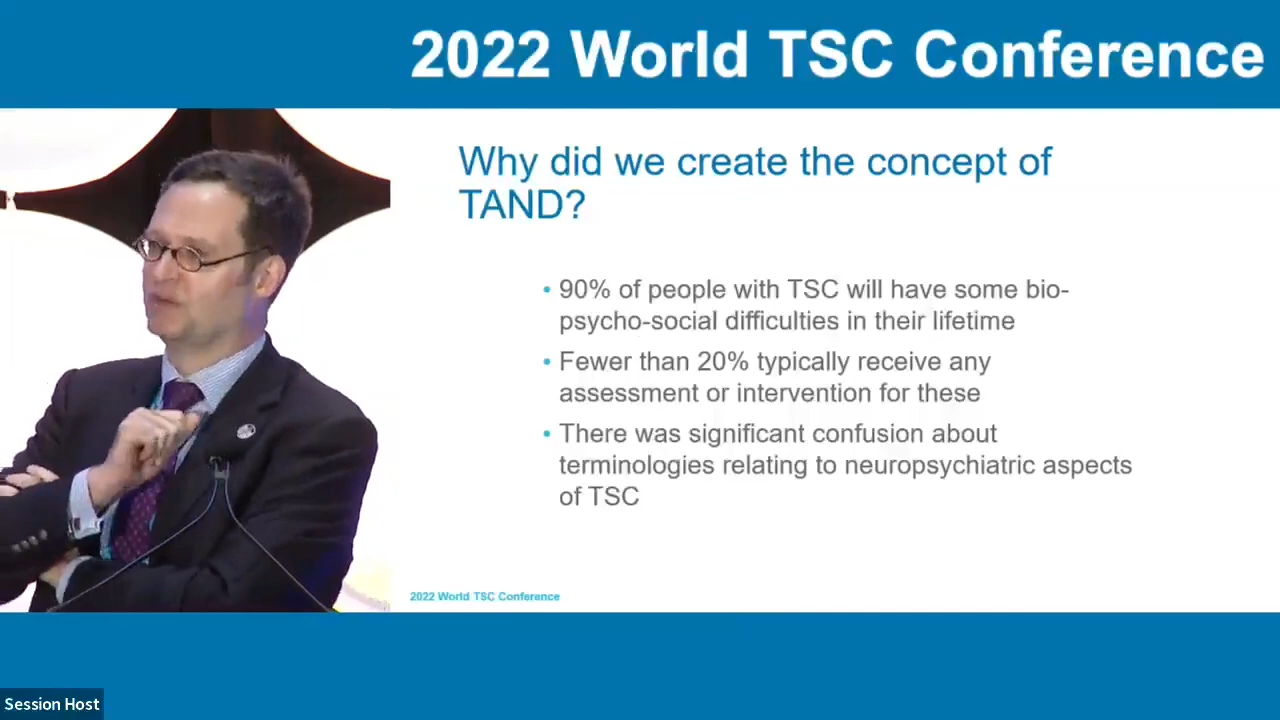 2022 World TSC Conference
Why did we create the concept of
TAND?
• 90% of people with TSC will have some bio-
psycho-social difficulties in their lifetime
• Fewer than 20% typically receive any
assessment or intervention for these
• There was significant confusion about
terminologies relating to neuropsychiatric aspects
of TSC
2022 World TSC Conference
Session Host